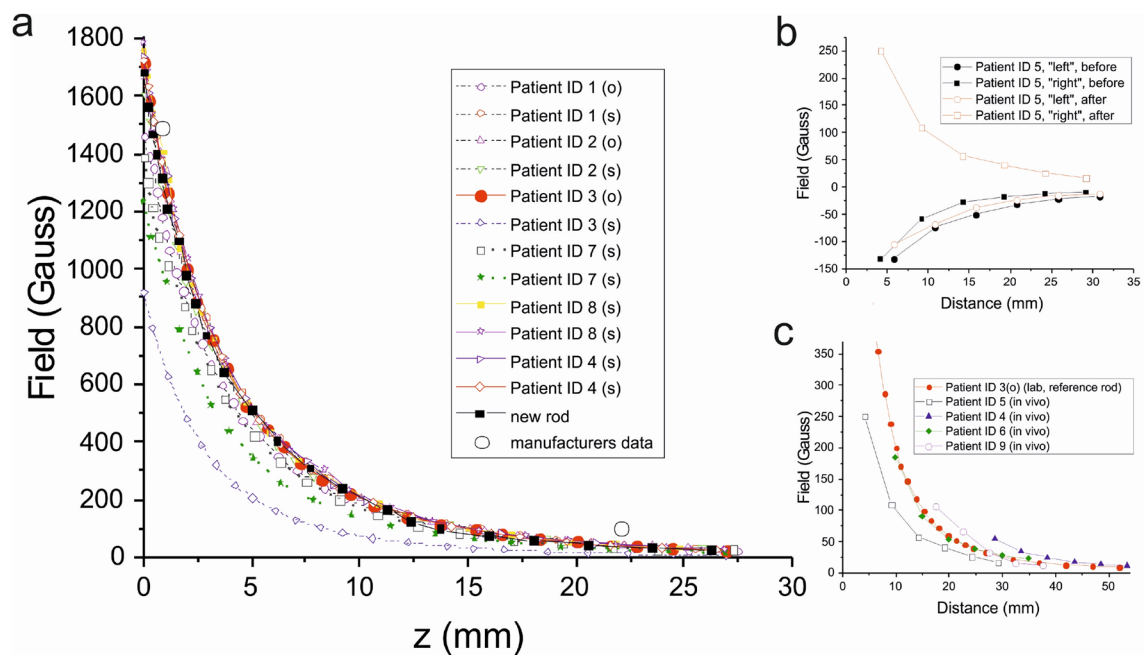 a
1800
1600
1400
1200
1000
800
600
400
200
0
Field (Gauss)
0
5
10
15
20
25
30
z (mm)
Patient ID 1 (o)
Patient ID 1 (s)
Patient ID 2 (o)
Patient ID 2 (s)
Patient ID 3 (o)
Patient ID 3 (s)
Patient ID 7 (s)
Patient ID 7 (s)
Patient ID 8 (s)
Patient ID 8 (s)
Patient ID 4 (s)
Patient ID 4 (s)
new rod
manufacturers data
b
250
200
150
100
50
0
-50
-100
-150
Field (Gauss)
0
5
10
15
20
25
30
35
Distance (mm)
Patient ID 5, "left", before
Patient ID 5, "right", before
Patient ID 5, "left", after
Patient ID 5, "right", after
c
350
300
250
200
150
100
50
0
Field (Gauss)
0
10
20
30
40
50
Distance (mm)
Patient ID 3(o) (lab, reference rod)
Patient ID 5 (in vivo)
Patient ID 4 (in vivo)
Patient ID 6 (in vivo)
Patient ID 9 (in vivo)